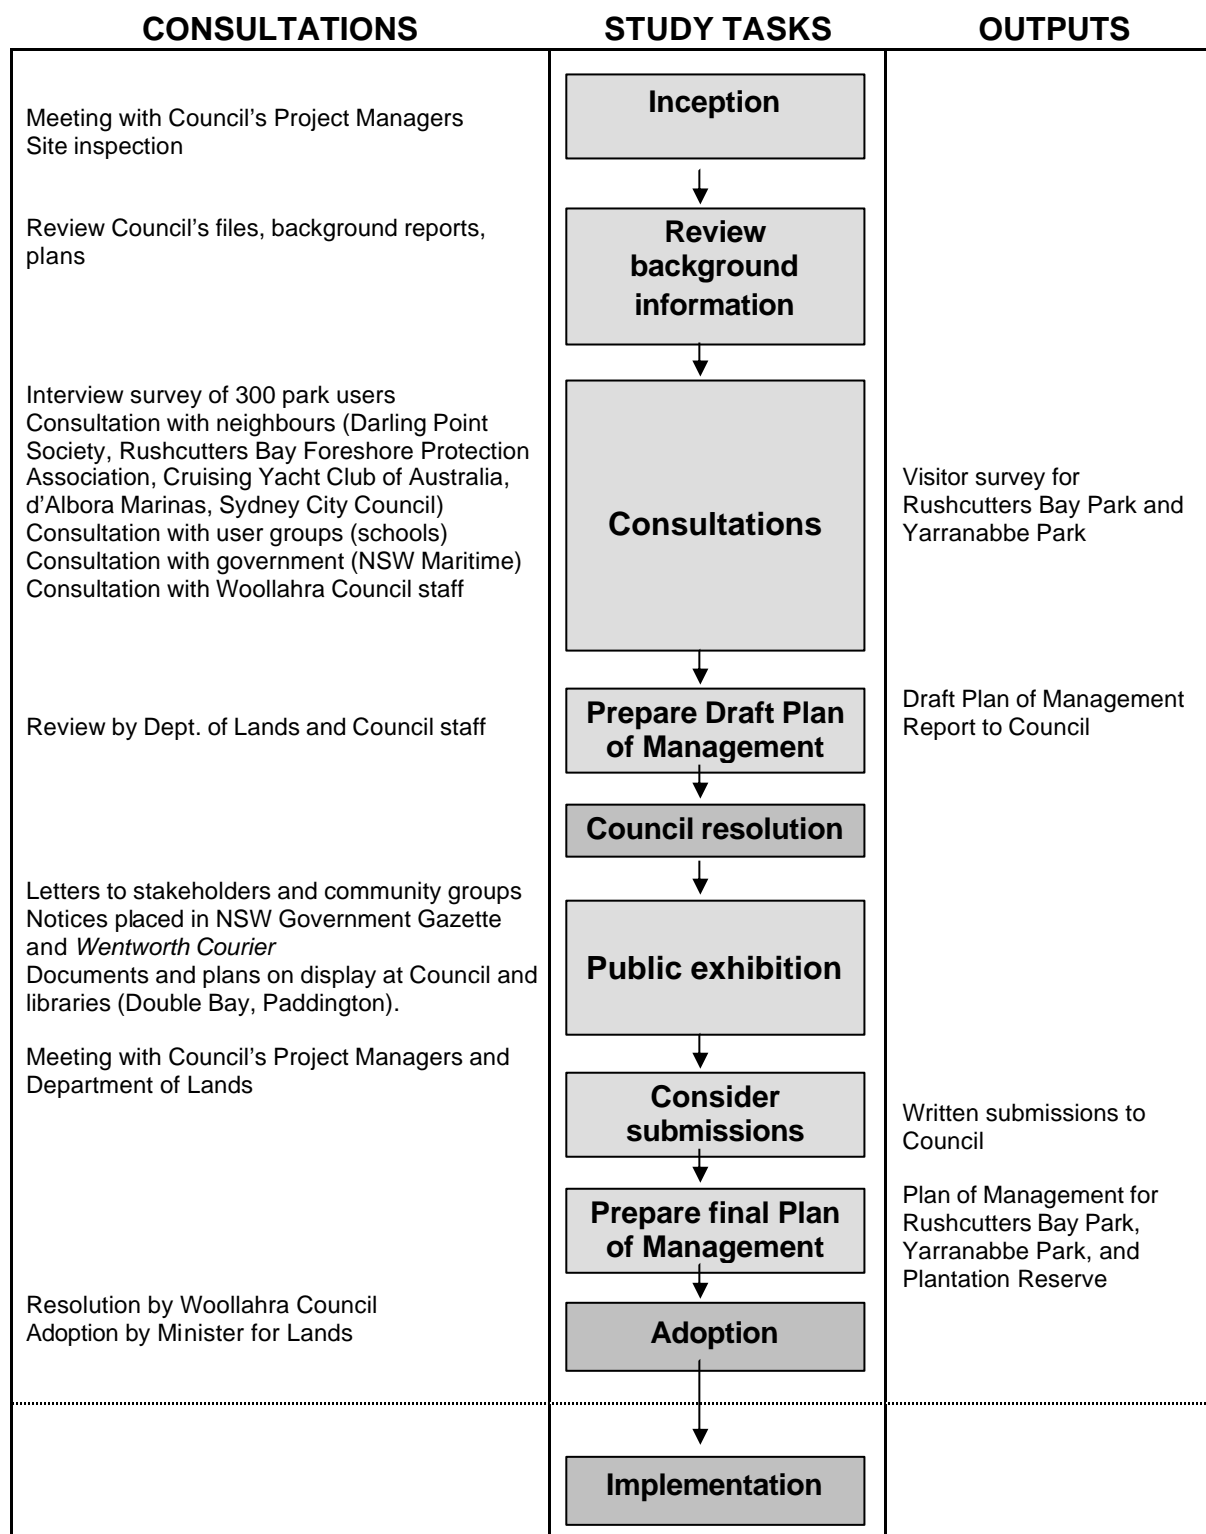 CONSULTATIONS
STUDY TASKS
OUTPUTS
Inception
Meeting with Council's Project Managers
Site inspection
Review Council's files, background reports,
plans
Review
background
information
Interview survey of 300 park users
Consultation with neighbours (Darling Point
Society, Rushcutters Bay Foreshore Protection
Association, Cruising Yacht Club of Australia,
d'Albora Marinas, Sydney City Council)
Consultation with user groups (schools)
Consultation with government (NSW Maritime)
Consultation with Woollahra Council staff
Consultations
Visitor survey for
Rushcutters Bay Park and
Yarranabbe Park
Review by Dept. of Lands and Council staff
Prepare Draft Plan
of Management
Draft Plan of Management
Report to Council
Council resolution
Letters to stakeholders and community groups
Notices placed in NSW Government Gazette
and Wentworth Courier
Documents and plans on display at Council and
libraries (Double Bay, Paddington).
Public exhibition
Meeting with Council's Project Managers and
Department of Lands
Consider
submissions
Written submissions to
Council
Prepare final Plan
of Management
Plan of Management for
Rushcutters Bay Park,
Yarranabbe Park, and
Plantation Reserve
Resolution by Woollahra Council
Adoption by Minister for Lands
Adoption
Implementation